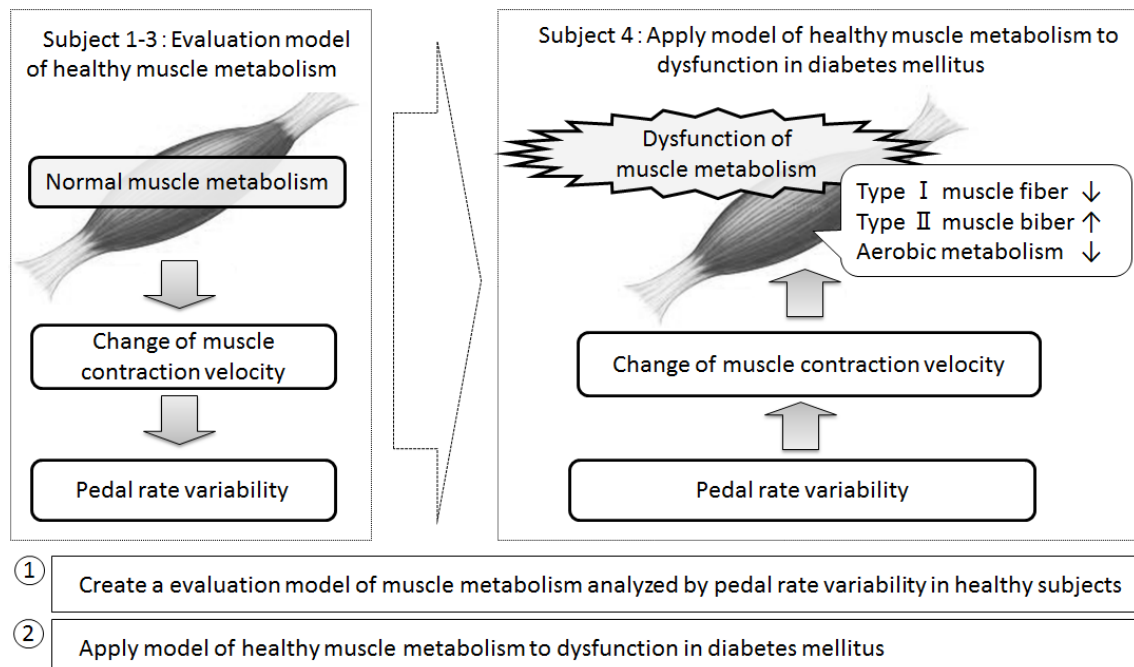 Subject 1-3 : Evaluation model
of healthy muscle metabolism
Normal muscle metabolism
Change of muscle
contraction velocity
Pedal rate variability
Subject 4 : Apply model of healthy muscle metabolism to
dysfunction in diabetes mellitus
Dysfunction of
muscle metabolism
Type Ⅰ muscle fiber ↓
Type Ⅱ muscle biber ↑
Aerobic metabolism ↓
Change of muscle contraction velocity
Pedal rate variability
① Create a evaluation model of muscle metabolism analyzed by pedal rate variability in healthy subjects
② Apply model of healthy muscle metabolism to dysfunction in diabetes mellitus